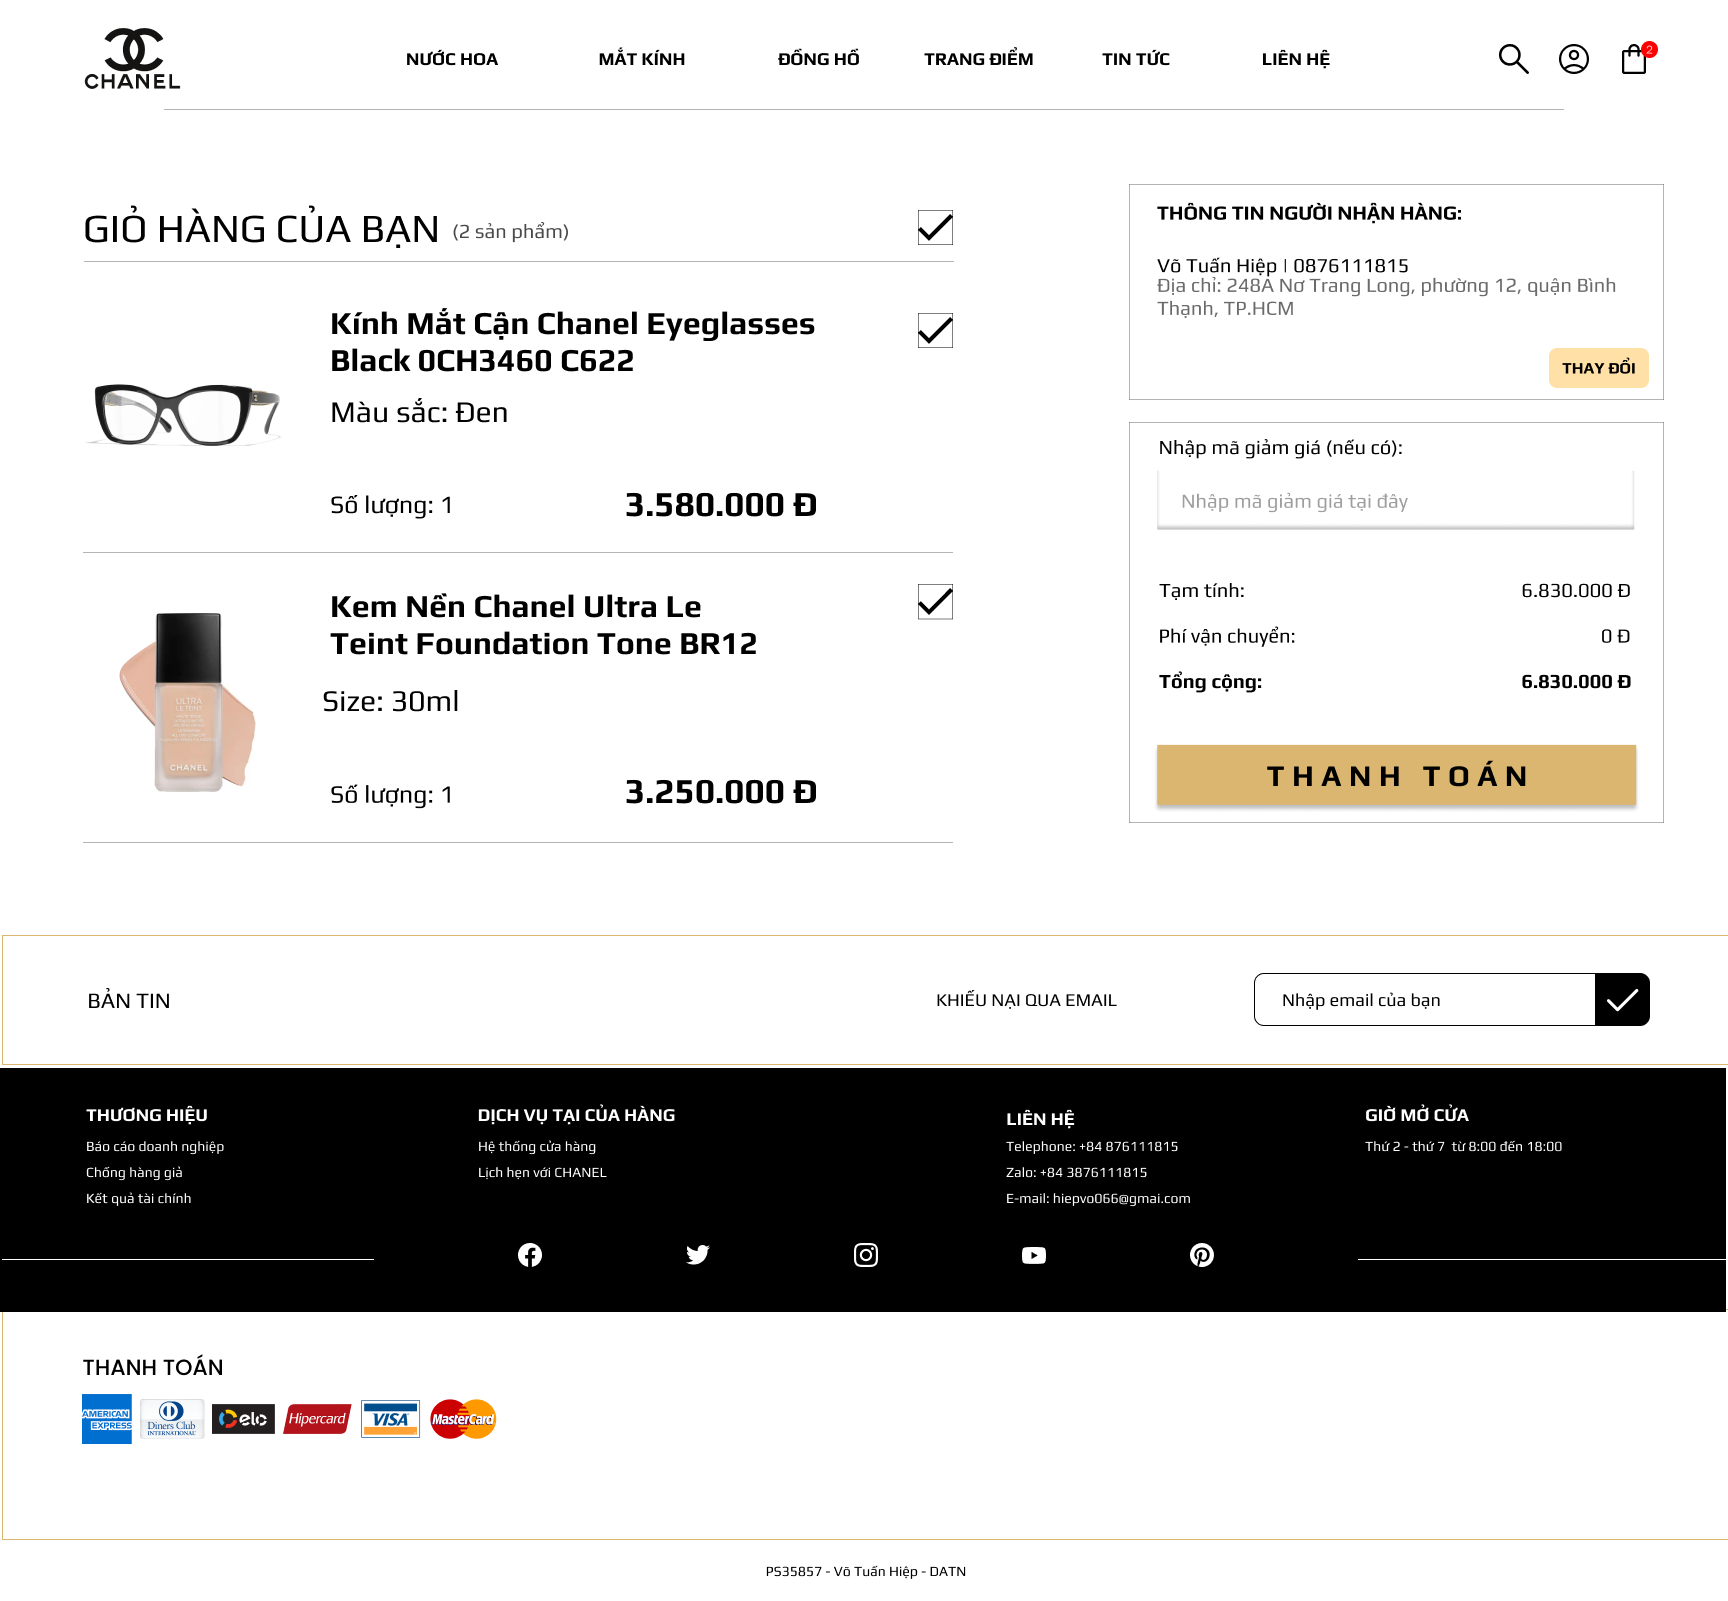 CHANEL
NƯỚC HOA
MẮT KÍNH
ĐỒNG HỒ
TRANG ĐIỂM
TIN TỨC
LIÊN HỆ
2
GIỎ HÀNG CỦA BẠN (2 sản phẩm)
Kính Mắt Cận Chanel Eyeglasses
Black 0CH3460 C622
Màu sắc: Đen
Số lượng: 1
3.580.000 Đ
Kem Nền Chanel Ultra Le
Teint Foundation Tone BR12
Size: 30ml
Số lượng: 1
3.250.000 Đ
ULTRA
LE TEINT
CHANEL
THÔNG TIN NGƯỜI NHẬN HÀNG:
Võ Tuấn Hiệp | 0876111815
Địa chỉ: 248A Nơ Trang Long, phường 12, quận Bình
Thạnh, TP.HCM
THAY ĐỔI
Nhập mã giảm giá (nếu có):
Nhập mã giảm giá tại đây
Tạm tính: 6.830.000 Đ
Phí vận chuyển: 0 Đ
Tổng cộng: 6.830.000 Đ
THANH TOÁN
BẢN TIN
KHIẾU NẠI QUA EMAIL
Nhập email của bạn
THƯƠNG HIỆU
Báo cáo doanh nghiệp
Chống hàng giả
Kết quả tài chính
DỊCH VỤ TẠI CỦA HÀNG
Hệ thống cửa hàng
Lịch hẹn với CHANEL
LIÊN HỆ
Telephone: +84 876111815
Zalo: +84 3876111815
E-mail: hiepvo066@gmai.com
GIỜ MỞ CỬA
Thứ 2 - thứ 7 từ 8:00 đến 18:00
THANH TOÁN
AMERICAN
EXPRESS
Diners Club
INTERNATIONAL
elo
Hipercard
VISA
MasterCard
PS35857 - Võ Tuấn Hiệp - DATN